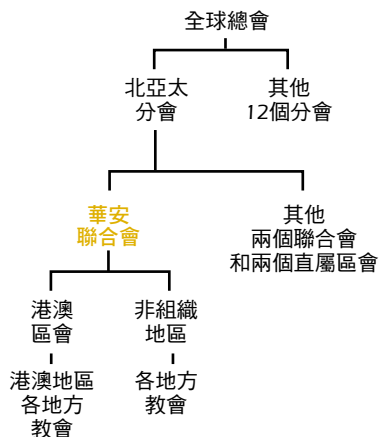 全球總會
北亞太
分會
其他
12個分會
華安
聯合會
其他
兩個聯合會
和兩個直屬區會
港澳
區會
非組織
地區
港澳地區
各地方
教會
各地方
教會